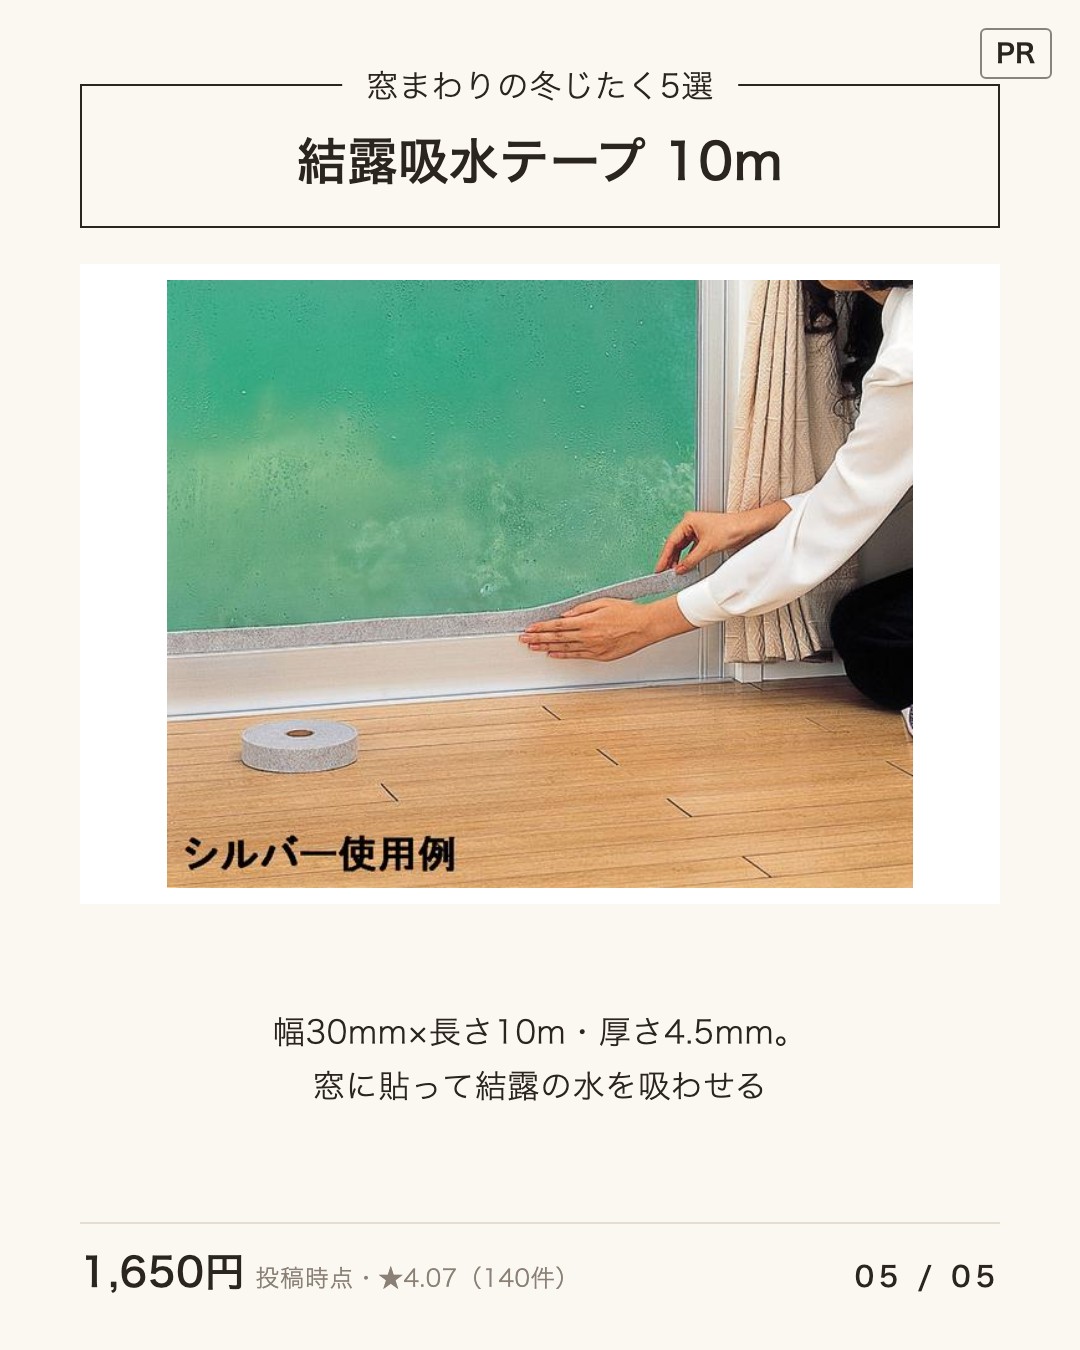 PR
窓まわりの冬じたく5選
結露吸水テープ 10m
シルバー使用例
幅30mm×長さ10m・厚さ4.5mm。
窓に貼って結露の水を吸わせる
1,650円 投稿時点・★4.07（140件）
05 / 05